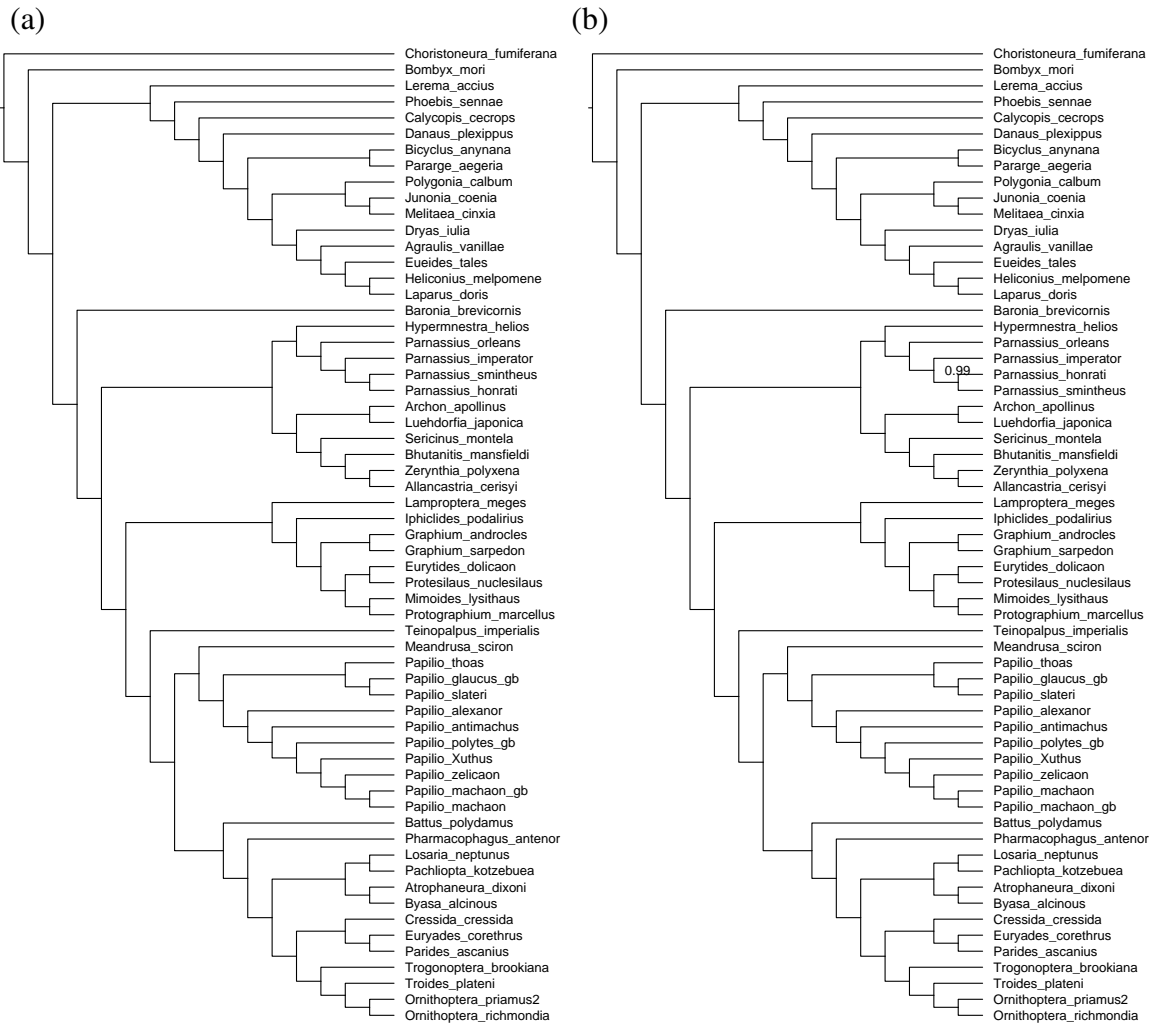 (a)
Choristoneura_fumiferana
Bombyx_mori
Lerema_accius
Phoebis_sennae
Calycopis_cecrops
Danaus_plexippus
Bicyclus_anynana
Pararge_aegeria
Polygonia_calbum
Junonia_coenia
Melitaea_cinxia
Dryas_iulia
Agraulis_vanillae
Eueides_tales
Heliconius_melpomene
Laparus_doris
Baronia_brevicornis
Hypermnestra_helios
Parnassius_orleans
Parnassius_imperator
Parnassius_smintheus
Parnassius_honrati
Archon_apollinus
Luehdorfia_japonica
Sericinus_montela
Bhutanitis_mansfieldi
Zerynthia_polyxena
Allancastria_cerisyi
Lamproptera_meges
Iphiclides_podalirius
Graphium_androcles
Graphium_sarpedon
Eurytides_dolicaon
Protesilaus_nuclesilaus
Mimoides_lysithaus
Protographium_marcellus
Teinopalpus_imperialis
Meandrusa_sciron
Papilio_thoas
Papilio_glaucus_gb
Papilio_slateri
Papilio_alexanor
Papilio_antimachus
Papilio_polytes_gb
Papilio_Xuthus
Papilio_zelicaon
Papilio_machaon_gb
Papilio_machaon
Battus_polydamus
Pharmacophagus_antenor
Losaria_neptunus
Pachliopta_kotzebuea
Atrophaneura_dixoni
Byasa_alcinous
Cressida_cressida
Euryades_corethrus
Parides_ascanius
Trogonoptera_brookiana
Troides_plateni
Ornithoptera_priamus2
Ornithoptera_richmondia
(b)
Choristoneura_fumiferana
Bombyx_mori
Lerema_accius
Phoebis_sennae
Calycopis_cecrops
Danaus_plexippus
Bicyclus_anynana
Pararge_aegeria
Polygonia_calbum
Junonia_coenia
Melitaea_cinxia
Dryas_iulia
Agraulis_vanillae
Eueides_tales
Heliconius_melpomene
Laparus_doris
Baronia_brevicornis
Hypermnestra_helios
Parnassius_orleans
Parnassius_imperator
0.99
Parnassius_honrati
Parnassius_smintheus
Archon_apollinus
Luehdorfia_japonica
Sericinus_montela
Bhutanitis_mansfieldi
Zerynthia_polyxena
Allancastria_cerisyi
Lamproptera_meges
Iphiclides_podalirius
Graphium_androcles
Graphium_sarpedon
Eurytides_dolicaon
Protesilaus_nuclesilaus
Mimoides_lysithaus
Protographium_marcellus
Teinopalpus_imperialis
Meandrusa_sciron
Papilio_thoas
Papilio_glaucus_gb
Papilio_slateri
Papilio_alexanor
Papilio_antimachus
Papilio_polytes_gb
Papilio_Xuthus
Papilio_zelicaon
Papilio_machaon
Papilio_machaon_gb
Battus_polydamus
Pharmacophagus_antenor
Losaria_neptunus
Pachliopta_kotzebuea
Atrophaneura_dixoni
Byasa_alcinous
Cressida_cressida
Euryades_corethrus
Parides_ascanius
Trogonoptera_brookiana
Troides_plateni
Ornithoptera_priamus2
Ornithoptera_richmondia